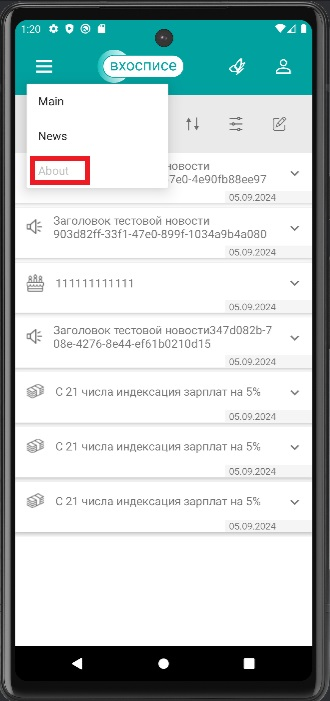 1:20
вхосписе
Main
News
About
новости
7e0-4e90fb88ee97
05.09.2024
Заголовок тестовой новости
903d82ff-33f1-47e0-899f-1034a9b4a080
05.09.2024
111111111111
05.09.2024
Заголовок тестовой новости347d082b-7
08e-4276-8e44-ef61b0210d15
05.09.2024
С 21 числа индексация зарплат на 5%
05.09.2024
С 21 числа индексация зарплат на 5%
05.09.2024
С 21 числа индексация зарплат на 5%
05.09.2024